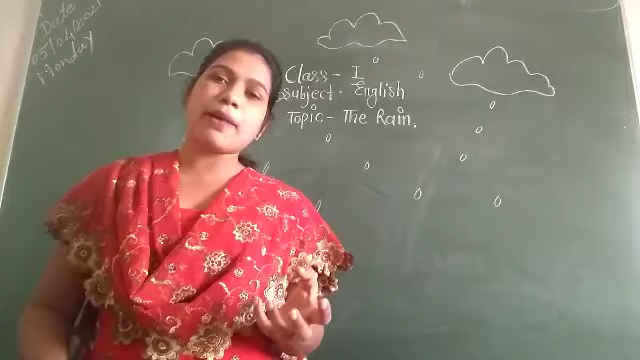 Date
05/04/2021
Monday
Class - I
Subject - English
Topic - The Rain.